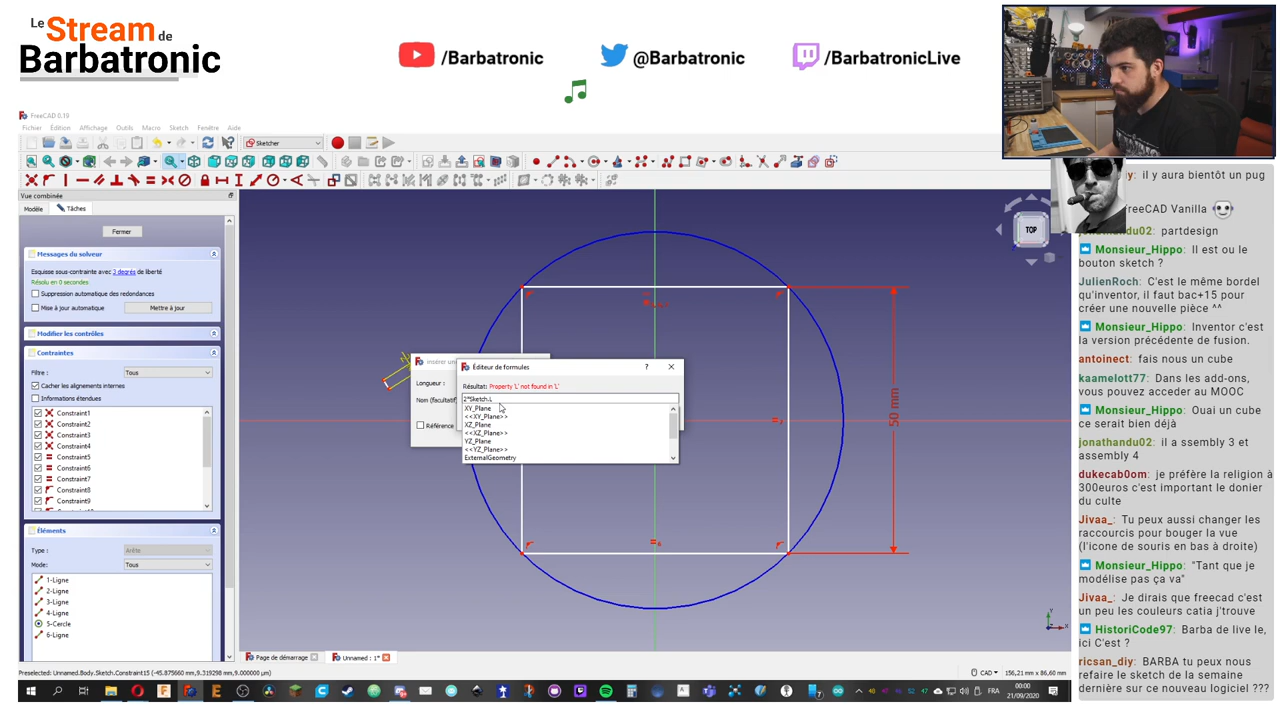 Le
Stream de
Barbatronic
/Barbatronic
@Barbatronic
/BarbatronicLive
FreeCAD 0.19
Fichier Édition Affichage Outils Macro Sketch Fenêtre Aide
Sketcher
Vue combinée
Modèle Tâches
Fermer
Messages du solveur
Esquisse sous-contrainte avec 3 degrés de liberté
Résolu en 0 secondes
Suppression automatique des redondances
Mise à jour automatique
Mettre à jour
Modifier les contrôles
Contraintes
Filtre : Tous
Cacher les alignements internes
Informations étendues
Constraint1
Constraint2
Constraint3
Constraint4
Constraint5
Constraint6
Constraint7
Constraint8
Constraint9
Éléments
Type : Arête
Mode: Tous
1-Ligne
2-Ligne
3-Ligne
4-Ligne
5-Cercle
6-Ligne
insérer un
Longueur :
Nom (facultatif)
Référence
Éditeur de formules
? ×
Résultat: Property 'L' not found in 'L'
2*Sketch.L
XY_Plane
<<XY_Plane>>
XZ_Plane
<<XZ_Plane>>
YZ_Plane
<<YZ_Plane>>
ExternalGeometry
50 mm
TOP
Page de démarrage
Unnamed : 1*
Preselected: Unnamed.Body.Sketch.Constraint15 (-45.875660 mm,9.319298 mm,9.000000 µm)
CAD
156,21 mm x 86,60 mm
FRA
00:00
21/09/2020
y: il y aura bientôt un pug
reeCAD Vanilla
jonathandu02: partdesign
Monsieur_Hippo: Il est ou le
bouton sketch ?
JulienRoch: C'est le même bordel
qu'inventor, il faut bac+15 pour
créer une nouvelle pièce ^^
Monsieur_Hippo: Inventor c'est
la version précédente de fusion.
antoinect: fais nous un cube
kaamelott77: Dans les add-ons,
vous pouvez acceder au MOOC
Monsieur_Hippo: Ouai un cube
ce serait bien déjà
jonathandu02: il a ssembly 3 et
assembly 4
dukecab0om: je préfère la religion à
300euros c'est important le donier
du culte
Jivaa_: Tu peux aussi changer les
raccourcis pour bouger la vue
(l'icone de souris en bas à droite)
Monsieur_Hippo: "Tant que je
modélise pas ça va"
Jivaa_: Je dirais que freecad c'est
un peu les couleurs catia j'trouve
HistoriCode97: Barba de live le,
ici C'est ?
ricsan_diy: BARBA tu peux nous
refaire le sketch de la semaine
dernière sur ce nouveau logiciel ???